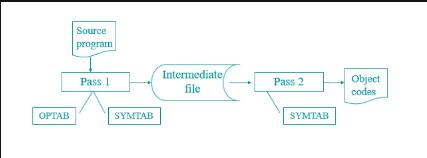 Source
program
Pass 1
Intermediate
file
Pass 2
Object
codes
OPTAB
SYMTAB
SYMTAB